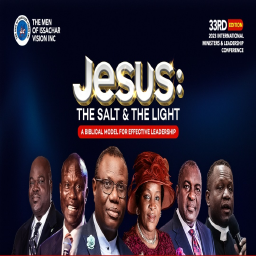 THE MEN
OF ISSACHAR
VISION INC
33RD EDITION
2025 INTERNATIONAL
MINISTERS & LEADERSHIP
CONFERENCE
Jesus:
THE SALT & THE LIGHT
A BIBLICAL MODEL FOR EFFECTIVE LEADERSHIP